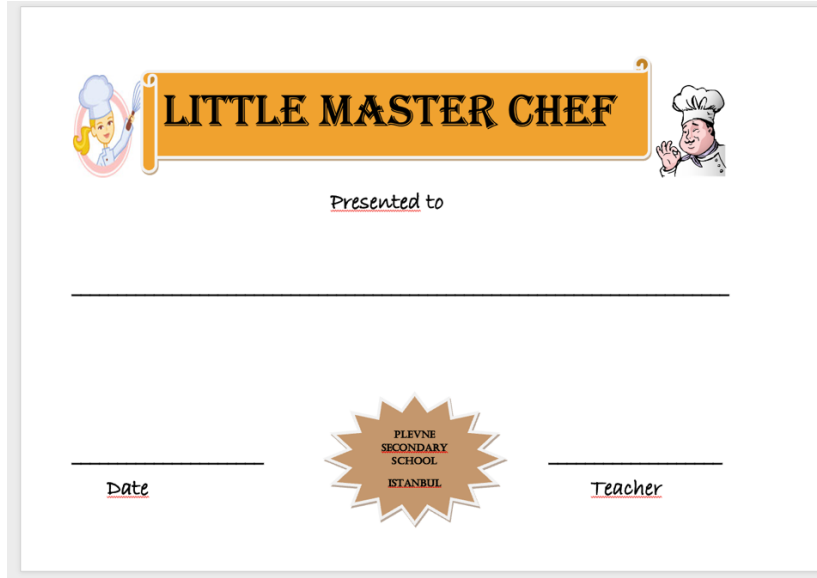 LITTLE MASTER CHEF
Presented to
PLEVNE
SECONDARY
SCHOOL
ISTANBUL
Date
Teacher